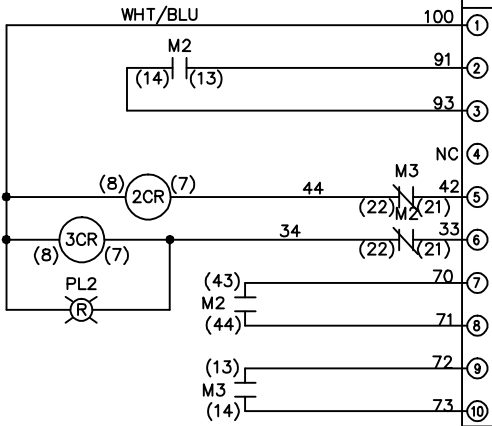 WHT/BLU 100 1
M2 91 2
(14) (13)
93 3
NC 4
M3
(8) 2CR (7) 44 42 5
(22) (21)
M2
3CR 34 33 6
(8) (7) (22) (21)
PL2 (43) 70 7
R M2
(44) 71 8
(13) 72 9
M3
(14) 73 10